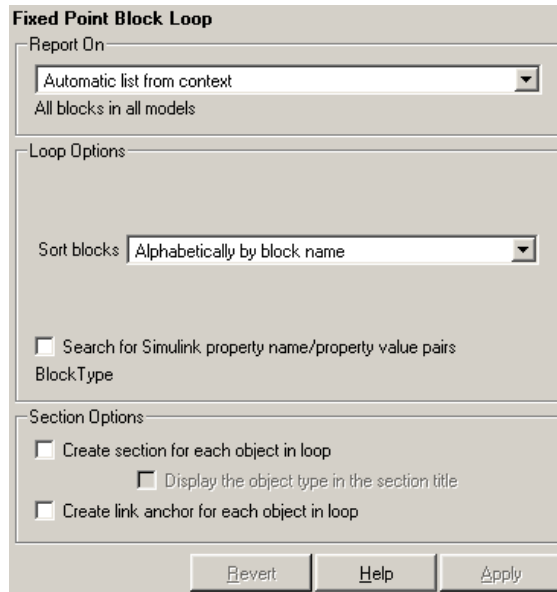 Fixed Point Block Loop
Report On
Automatic list from context
All blocks in all models
Loop Options
Sort blocks Alphabetically by block name
Search for Simulink property name/property value pairs
BlockType
Section Options
Create section for each object in loop
Display the object type in the section title
Create link anchor for each object in loop
Revert Help Apply